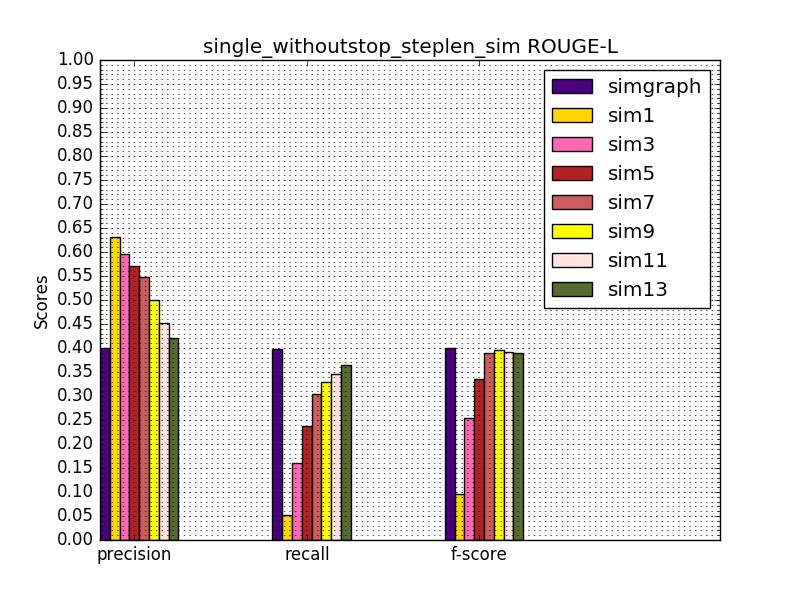 single_withoutstop_steplen_sim ROUGE-L
1.00
0.95
0.90
0.85
0.80
0.75
0.70
0.65
0.60
0.55
0.50
0.45
0.40
0.35
0.30
0.25
0.20
0.15
0.10
0.05
0.00
Scores
simgraph
sim1
sim3
sim5
sim7
sim9
sim11
sim13
precision
recall
f-score